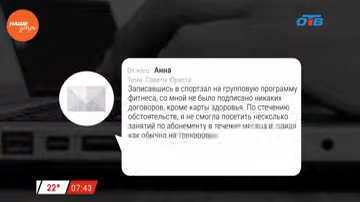 НАШЕ
утро
ОТВ
От кого: Анна
Тема: Советы Юриста
Записавшись в спортзал на групповую программу
фитнеса, со мной не было подписано никаких
договоров, кроме карты здоровья. По стечению
обстоятельств, я не смогла посетить несколько
занятий по абонементу в течение месяца и
как обычно на
22° 07:43